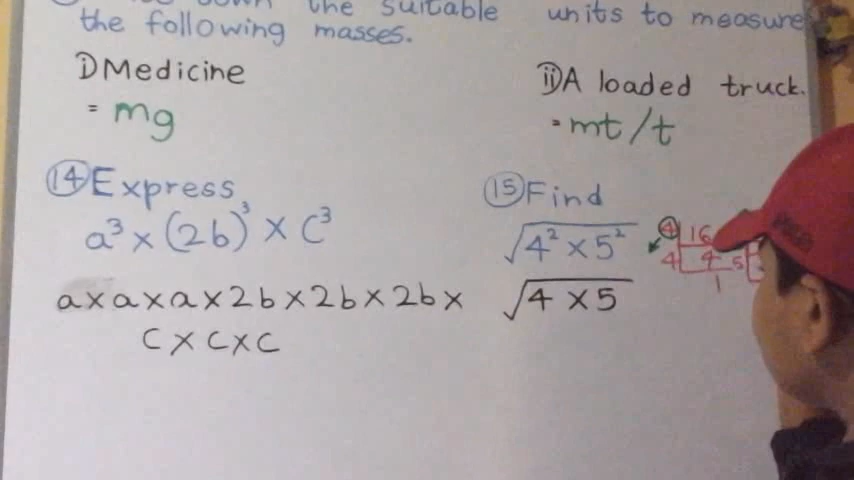 the suitable units to measure
the following masses.
i) Medicine
= mg
ii) A loaded truck.
= mt/t
14 Express
a³ × (2b)³ × c³
a × a × a × 2b × 2b × 2b ×
c × c × c
15 Find
√4² × 5²
√4 × 5
4 16
4 4 5
1